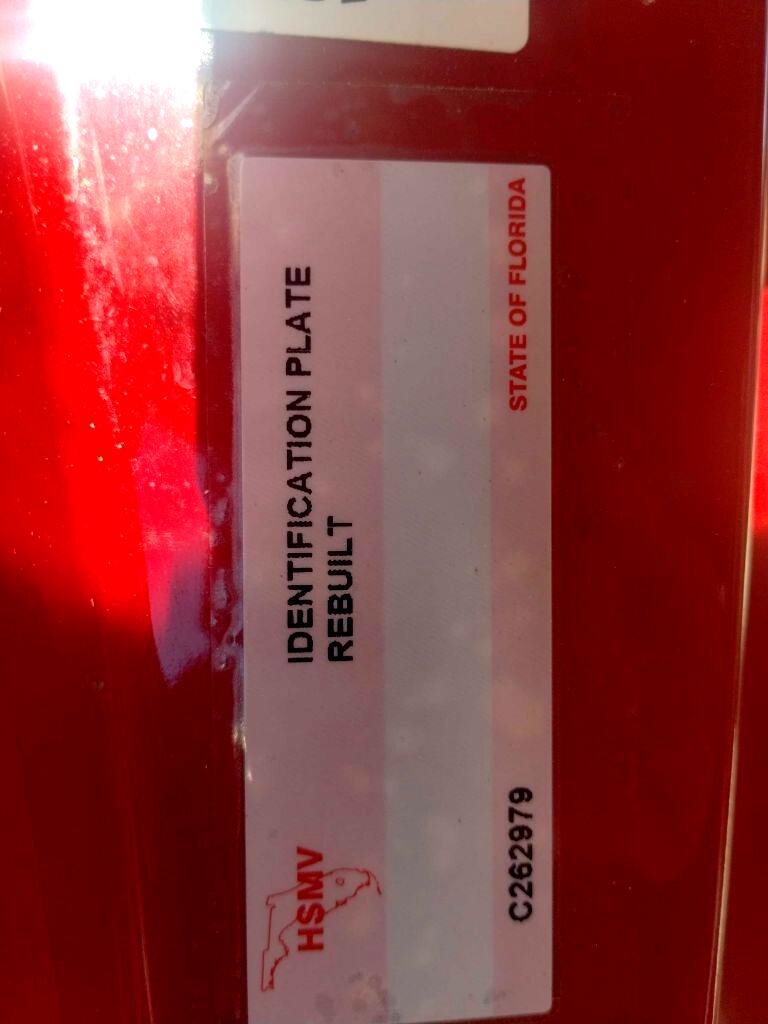 IDENTIFICATION PLATE
REBUILT
HSMV
C262979
STATE OF FLORIDA